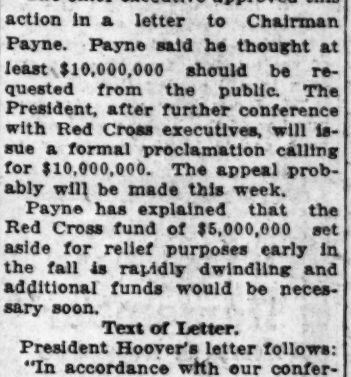 action in a letter to Chairman
Payne. Payne said he thought at
least $10,000,000 should be re-
quested from the public. The
President, after further conference
with Red Cross executives, will is-
sue a formal proclamation calling
for $10,000,000. The appeal prob-
ably will be made this week.
Payne has explained that the
Red Cross fund of $5,000,000 set
aside for relief purposes early in
the fall is rapidly dwindling and
additional funds would be neces-
sary soon.
Text of Letter.
President Hoover's letter follows:
"In accordance with our confer-